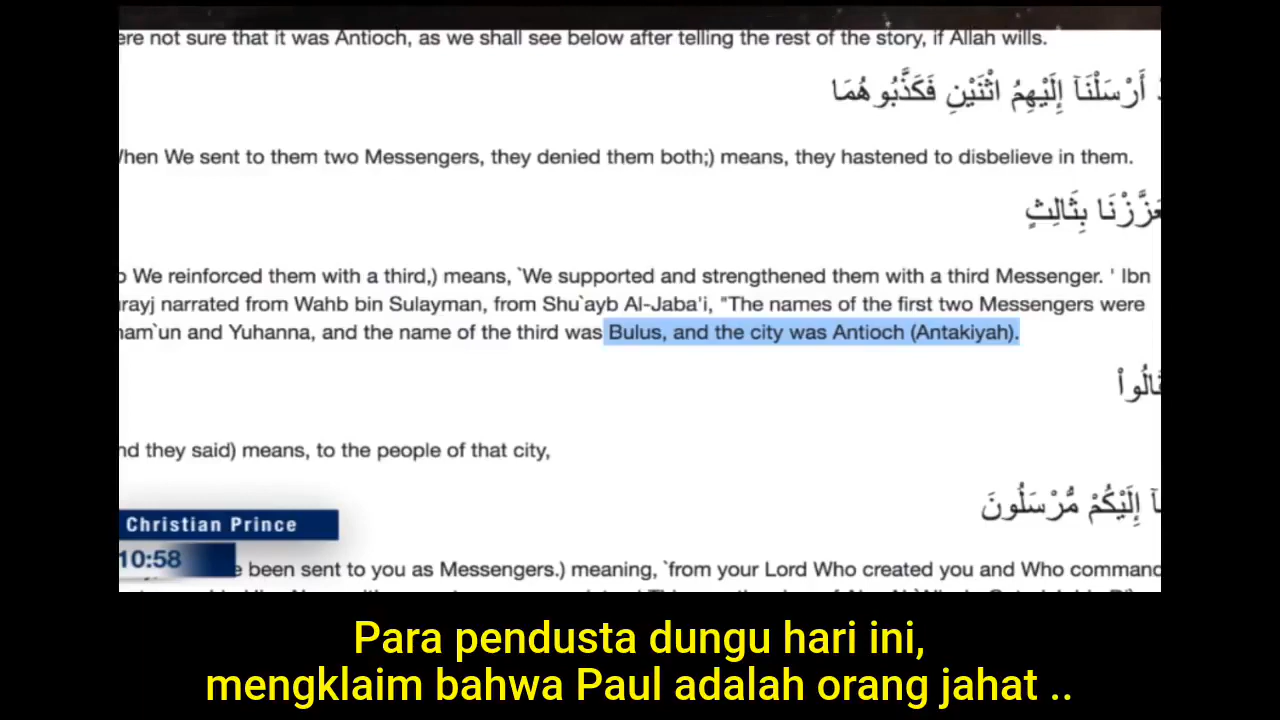 ere not sure that it was Antioch, as we shall see below after telling the rest of the story, if Allah wills.
أَرْسَلْنَآ إِلَيْهِمُ اثْنَيْنِ فَكَذَّبُوهُمَا
When We sent to them two Messengers, they denied them both;) means, they hastened to disbelieve in them.
عَزَّزْنَا بِثَالِثٍ
o We reinforced them with a third,) means, `We supported and strengthened them with a third Messenger. ' Ibn
urayj narrated from Wahb bin Sulayman, from Shu`ayb Al-Jaba'i, "The names of the first two Messengers were
ham`un and Yuhanna, and the name of the third was Bulus, and the city was Antioch (Antakiyah).
قَالُواْ
nd they said) means, to the people of that city,
آ إِلَيْكُمْ مُّرْسَلُونَ
Christian Prince
10:58
e been sent to you as Messengers.) meaning, `from your Lord Who created you and Who command
Para pendusta dungu hari ini,
mengklaim bahwa Paul adalah orang jahat ..